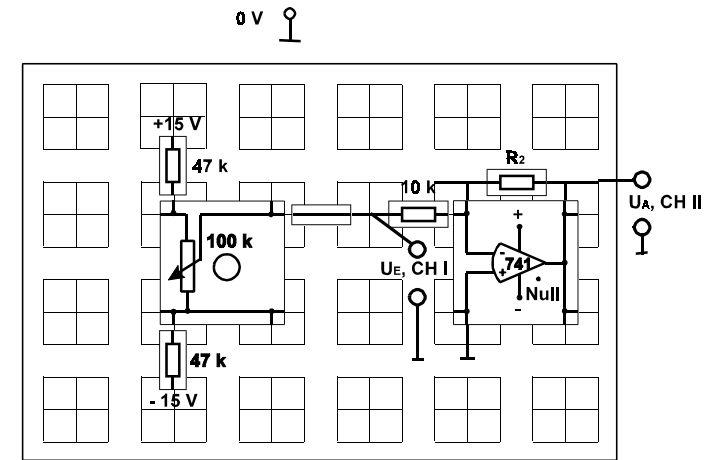 0 V
+15 V
47 k
R2
10 k
UA, CH II
100 k
+
-
741
+
UE, CH I
Null
-
47 k
- 15 V